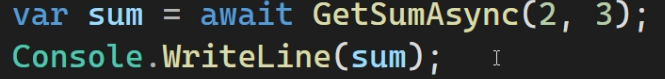 var sum = await GetSumAsync(2, 3);
Console.WriteLine(sum);